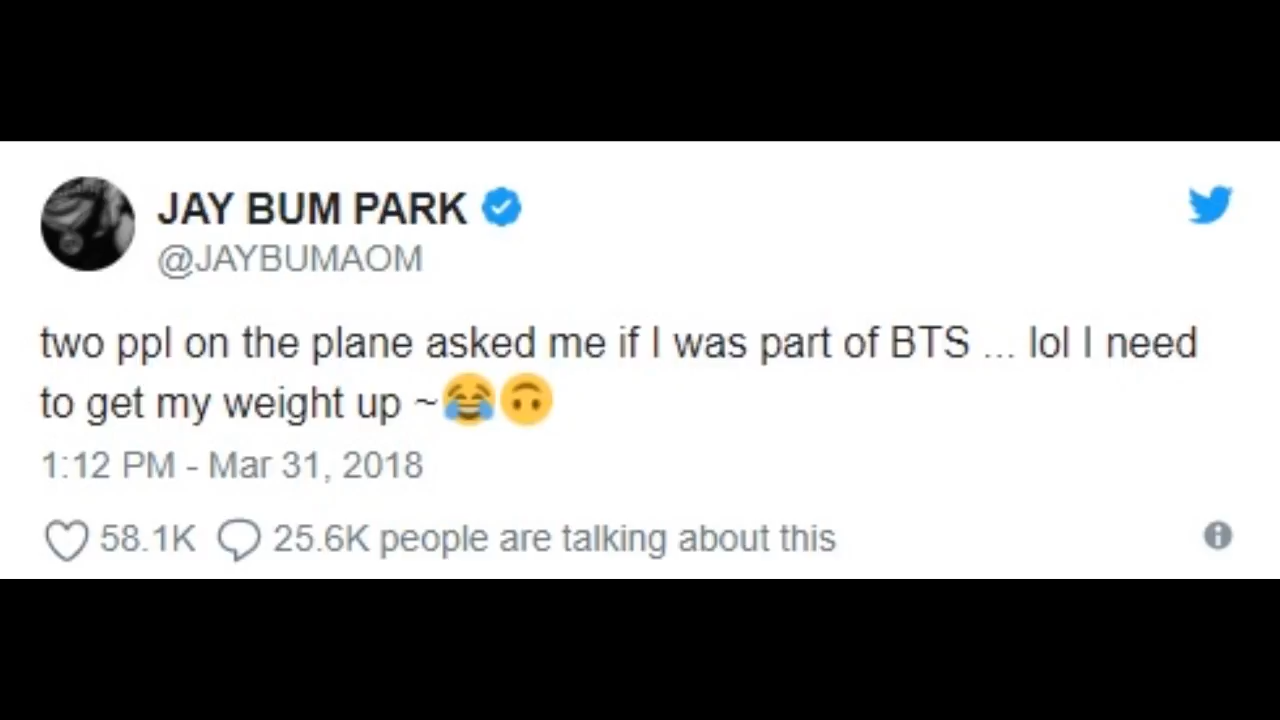 JAY BUM PARK
@JAYBUMAOM
two ppl on the plane asked me if I was part of BTS ... lol I need
to get my weight up ~😂🙃
1:12 PM - Mar 31, 2018
58.1K 25.6K people are talking about this